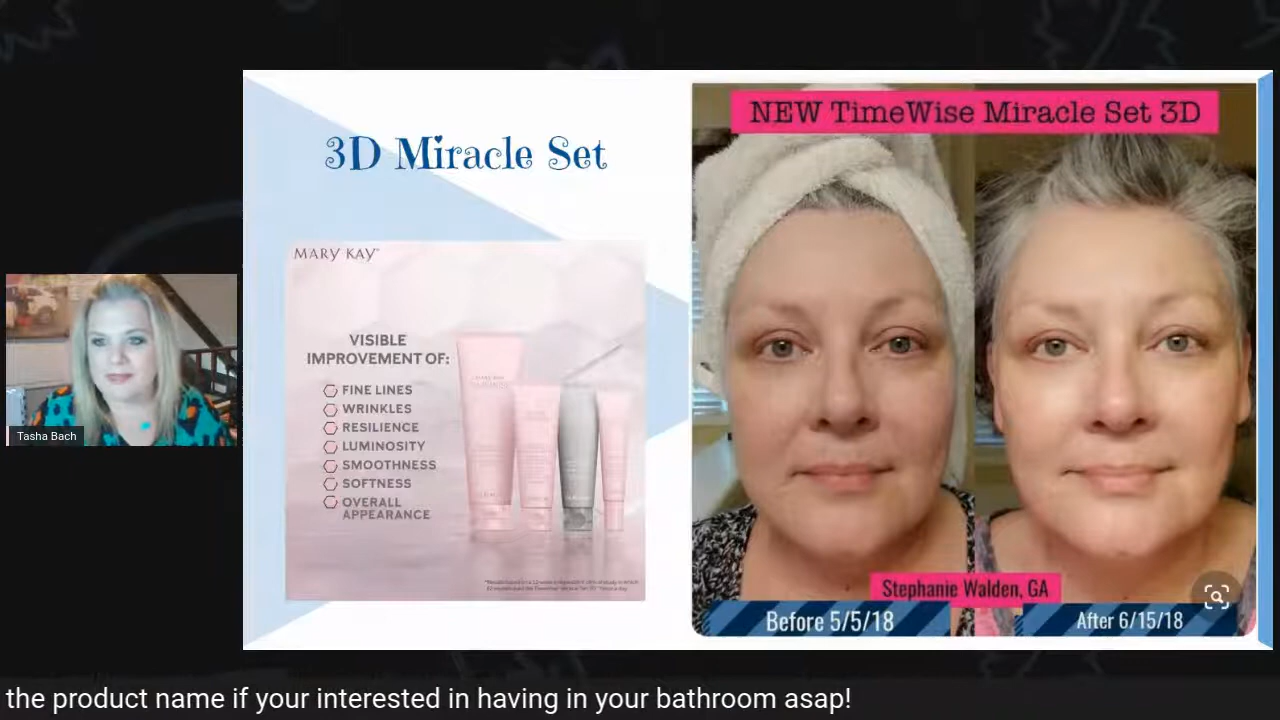 3D Miracle Set
MARY KAY™
VISIBLE
IMPROVEMENT OF:
FINE LINES
WRINKLES
RESILIENCE
LUMINOSITY
SMOOTHNESS
SOFTNESS
OVERALL
APPEARANCE
NEW TimeWise Miracle Set 3D
Stephanie Walden, GA
Before 5/5/18
After 6/15/18
Tasha Bach
the product name if your interested in having in your bathroom asap!